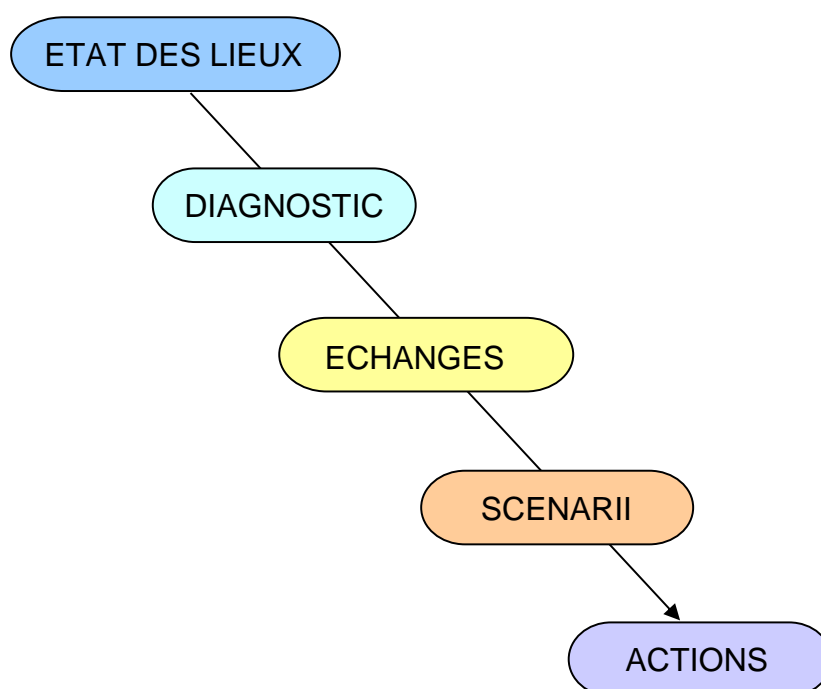 ETAT DES LIEUX
DIAGNOSTIC
ECHANGES
SCENARII
ACTIONS